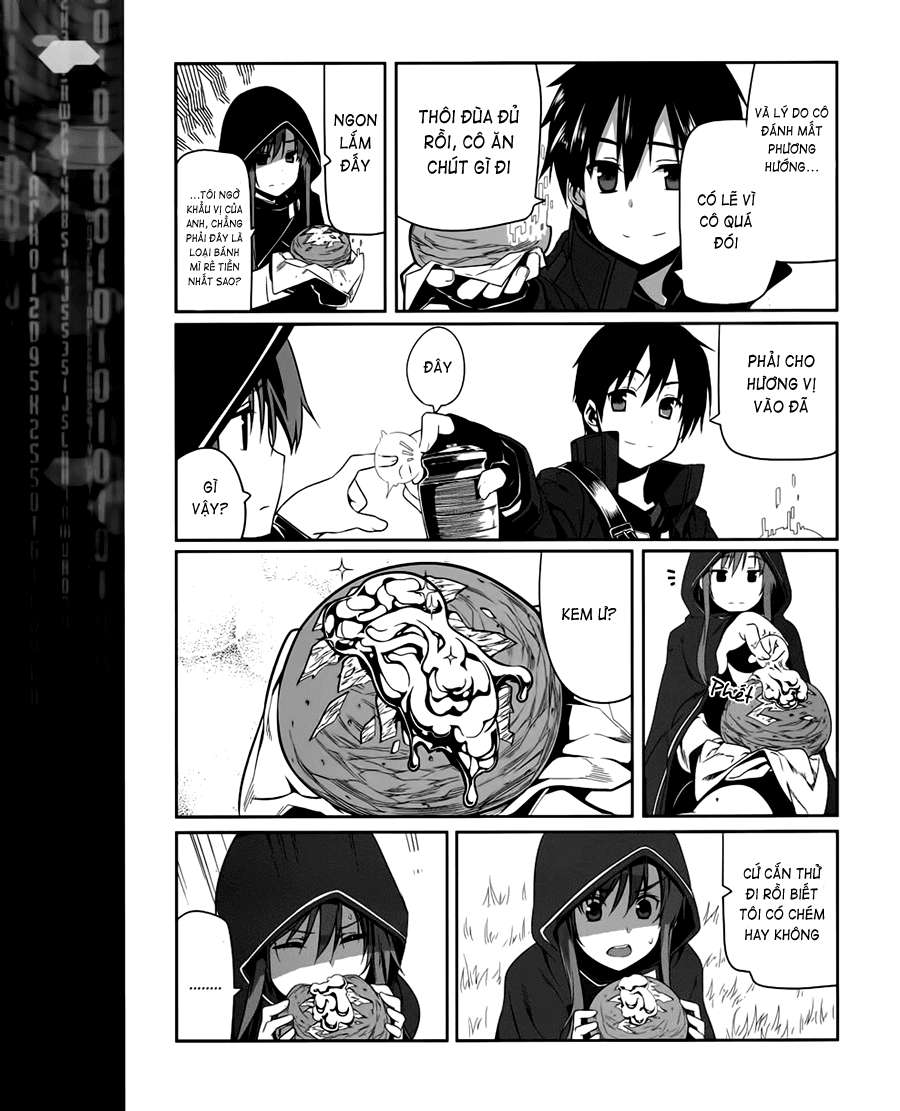 VÀ LÝ DO CÔ
ĐÁNH MẤT
PHƯƠNG
HƯỚNG...
CÓ LẼ VÌ
CÔ QUÁ
ĐÓI
THÔI ĐÙA ĐỦ
RỒI, CÔ ĂN
CHÚT GÌ ĐI
NGON
LẮM
ĐẤY
...TÔI NGỜ
KHẨU VỊ CỦA
ANH, CHẲNG
PHẢI ĐÂY LÀ
LOẠI BÁNH
MÌ RẺ TIỀN
NHẤT SAO?
PHẢI CHO
HƯƠNG VỊ
VÀO ĐÃ
ĐÂY
GÌ
VẬY?
Phết
KEM Ư?
CỨ CẮN THỬ
ĐI RỒI BIẾT
TÔI CÓ CHÉM
HAY KHÔNG
........